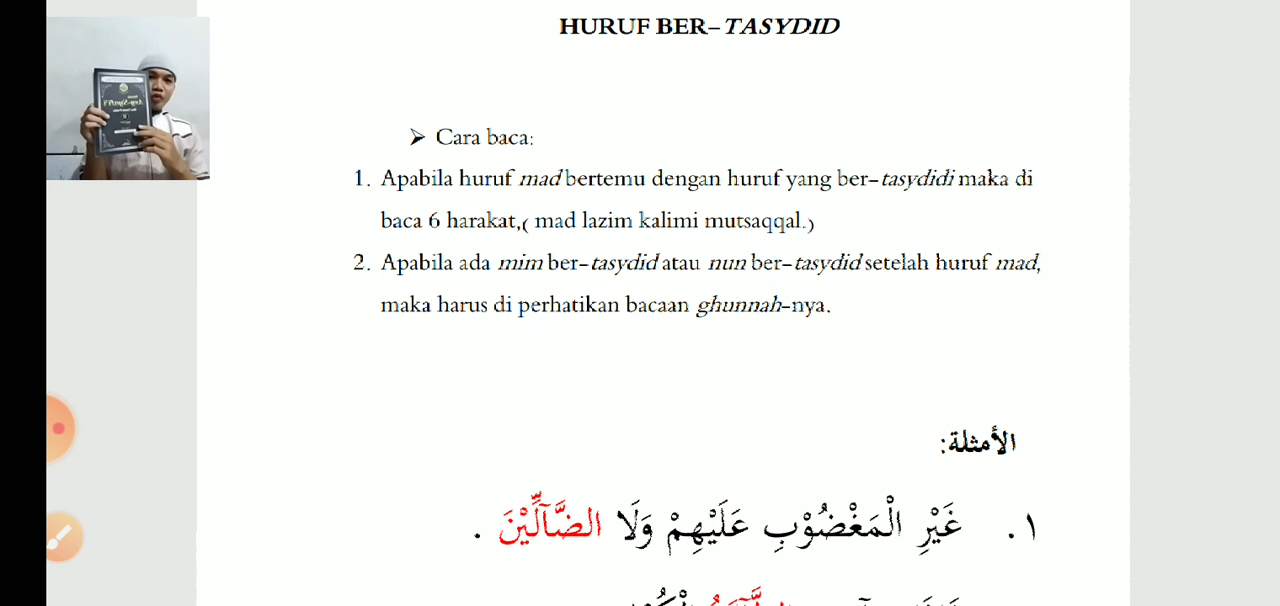 HURUF BER-TASYDID
➢ Cara baca:
1. Apabila huruf mad bertemu dengan huruf yang ber-tasydidi maka di
baca 6 harakat,( mad lazim kalimi mutsaqqal.)
2. Apabila ada mim ber-tasydid atau nun ber-tasydid setelah huruf mad,
maka harus di perhatikan bacaan ghunnah-nya.
الأمثلة:
١. غَيْرِ الْمَغْضُوْبِ عَلَيْهِمْ وَلَا الضَّآلِّيْنَ .